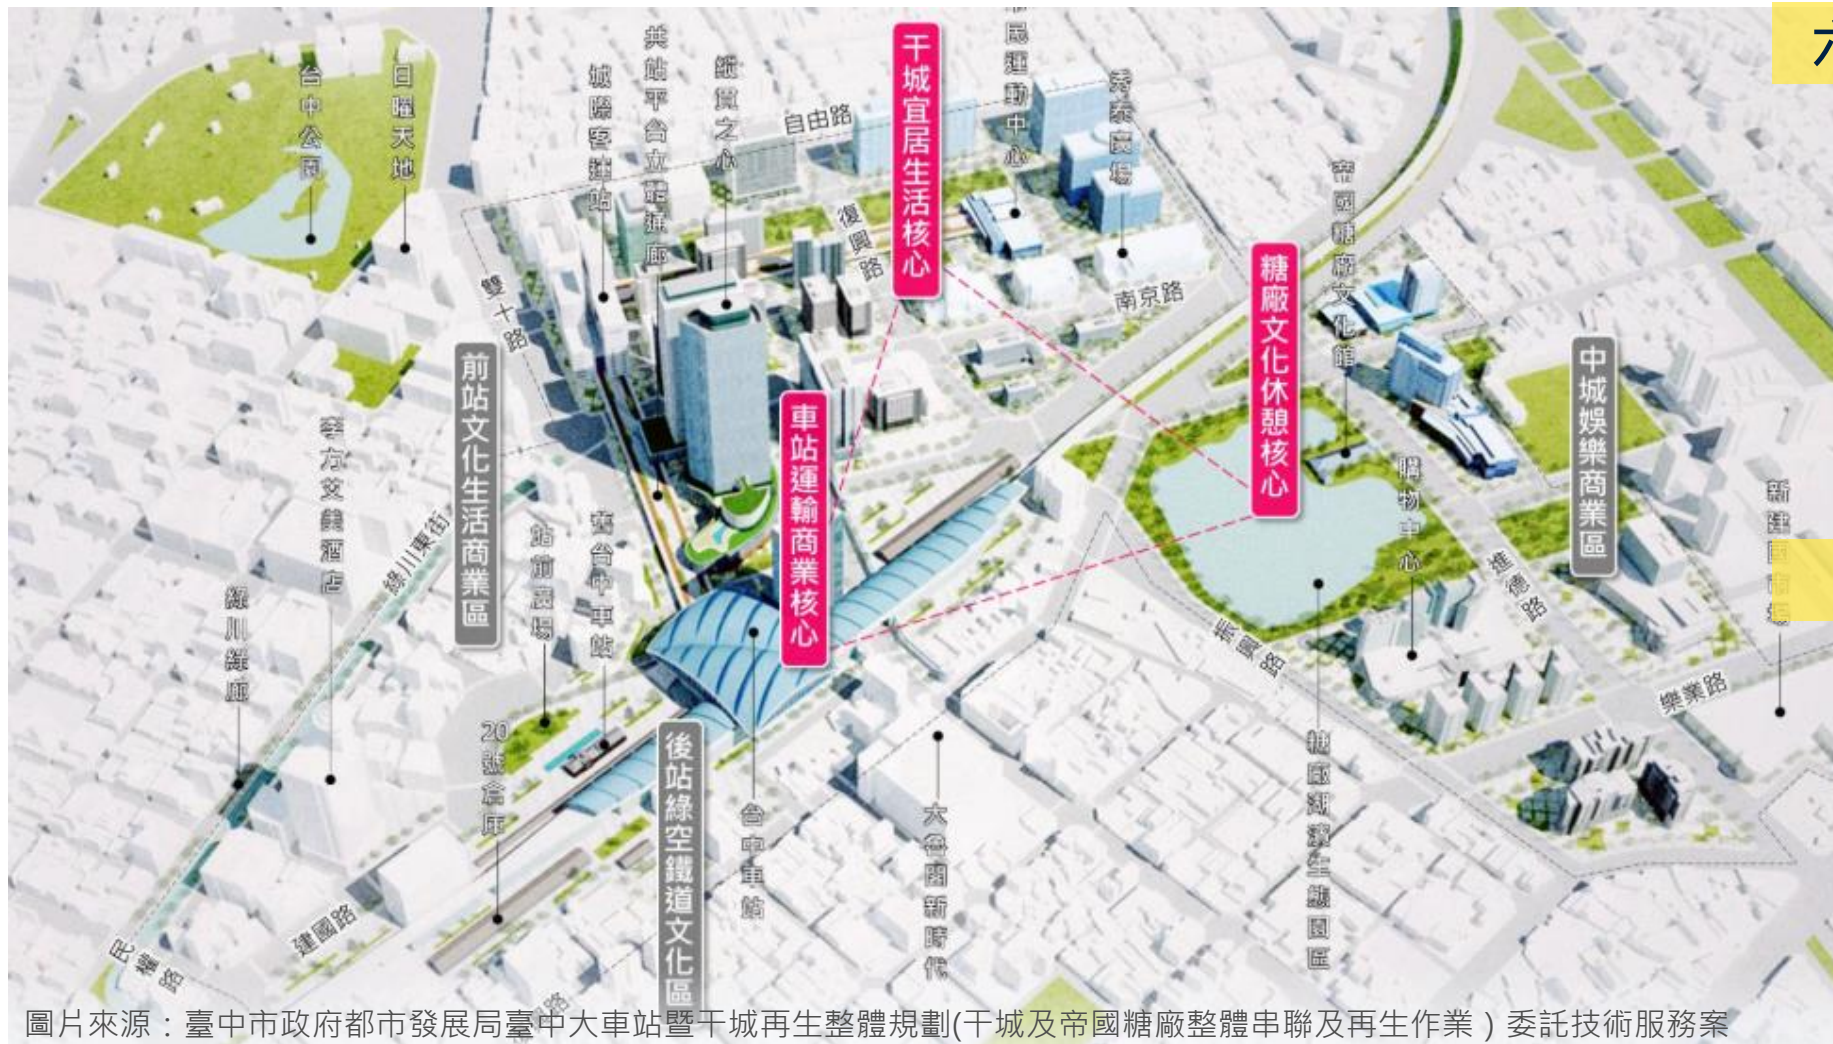 台中公園
日曜天地
城際客運站
共站平台立體通廊
縱貫之心
自由路
干城宜居生活核心
民運動中心
秀泰廣場
帝國糖廠文化館
復興路
南京路
雙十路
糖廠文化休憩核心
中城娛樂商業區
前站文化生活商業區
車站運輸商業核心
李方艾美酒店
綠川東街
站前廣場
舊台中車站
購物中心
新建國市場
進德路
綠川綠廊
振興路
樂業路
20號倉庫
後站綠空鐵道文化區
台中車站
大魯閣新時代
糖廠湖濱生態園區
建國路
民權路
圖片來源：臺中市政府都市發展局臺中大車站暨干城再生整體規劃(干城及帝國糖廠整體串聯及再生作業）委託技術服務案